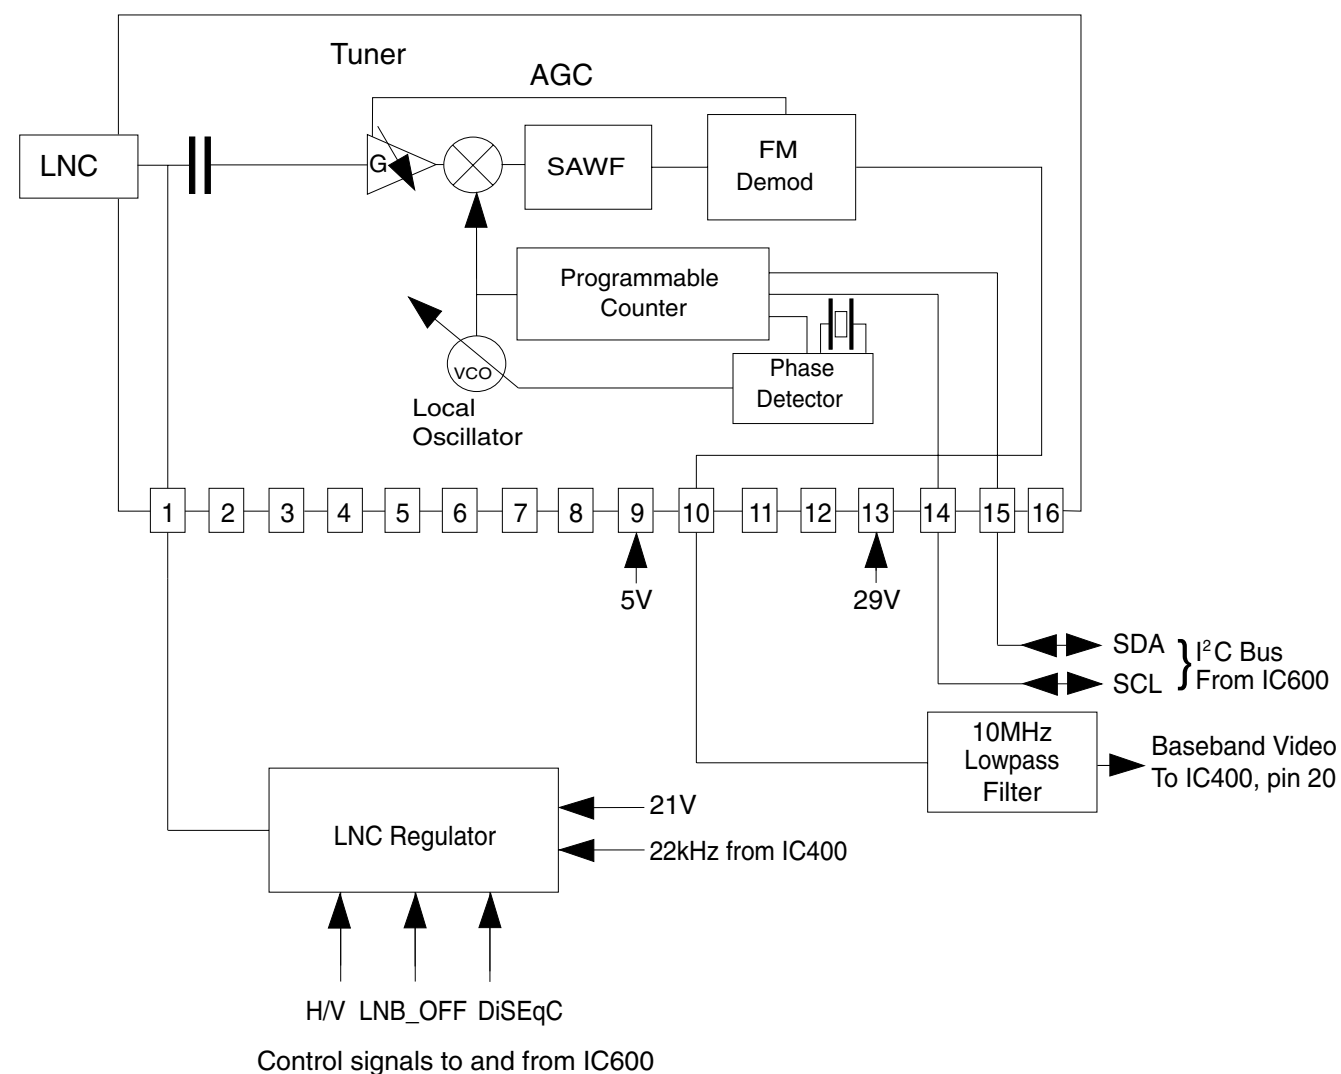 Tuner
AGC
LNC
G
SAWF
FM
Demod
Programmable
Counter
VCO
Phase
Detector
Local
Oscillator
1 2 3 4 5 6 7 8 9 10 11 12 13 14 15 16
5V
29V
SDA
SCL
} I²C Bus
From IC600
10MHz
Lowpass
Filter
Baseband Video
To IC400, pin 20
LNC Regulator
21V
22kHz from IC400
H/V LNB_OFF DiSEqC
Control signals to and from IC600